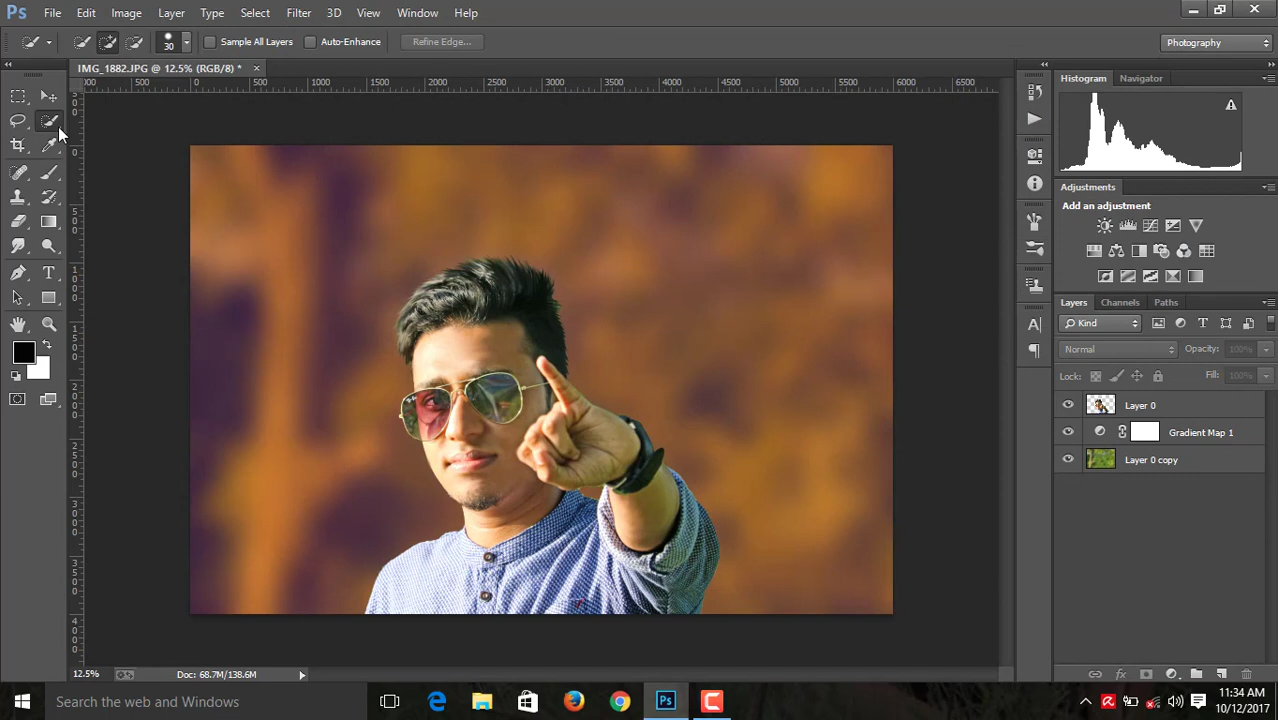 Ps File Edit Image Layer Type Select Filter 3D View Window Help
30 Sample All Layers Auto-Enhance Refine Edge... Photography
IMG_1882.JPG @ 12.5% (RGB/8) *
Histogram Navigator
500 1000 1500 2000 2500 3000 3500 4000 4500 5000 5500 6000 6500
Adjustments
Add an adjustment
Layers Channels Paths
Kind
Normal Opacity: 100%
Lock: Fill: 100%
Layer 0
Gradient Map 1
Layer 0 copy
12.5% Doc: 68.7M/138.6M
Search the web and Windows
11:34 AM
10/12/2017